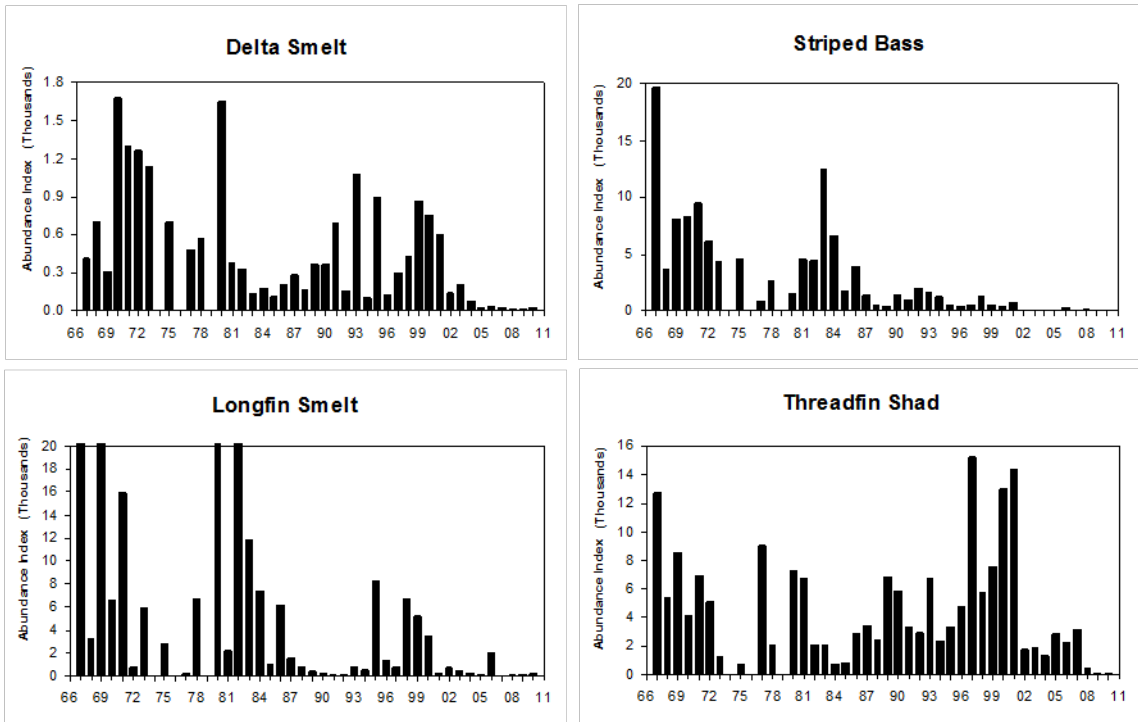 Delta Smelt
Abundance Index (Thousands)
1.8
1.5
1.2
0.9
0.6
0.3
0.0
66 69 72 75 78 81 84 87 90 93 96 99 02 05 08 11
Striped Bass
Abundance Index (Thousands)
20
15
10
5
0
66 69 72 75 78 81 84 87 90 93 96 99 02 05 08 11
Longfin Smelt
Abundance Index (Thousands)
20
18
16
14
12
10
8
6
4
2
0
66 69 72 75 78 81 84 87 90 93 96 99 02 05 08 11
Threadfin Shad
Abundance Index (Thousands)
16
14
12
10
8
6
4
2
0
66 69 72 75 78 81 84 87 90 93 96 99 02 05 08 11